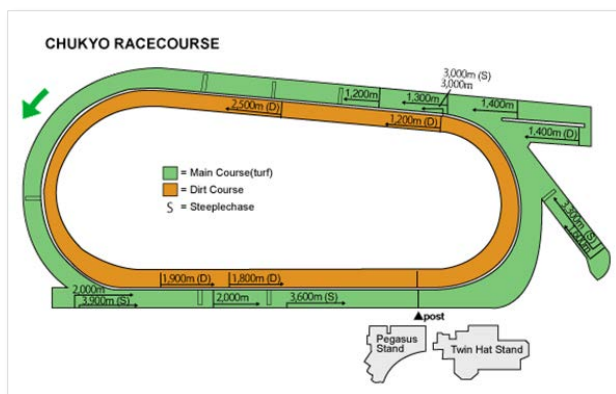 CHUKYO RACECOURSE
3,000m (S)
3,000m
1,200m
1,300m
1,400m
2,500m (D)
1,200m (D)
1,400m (D)
= Main Course(turf)
= Dirt Course
S = Steeplechase
3,300m (S)
1,900m (D)
1,800m (D)
2,000m
3,900m (S)
2,000m
3,600m (S)
▲post
Pegasus
Stand
Twin Hat Stand